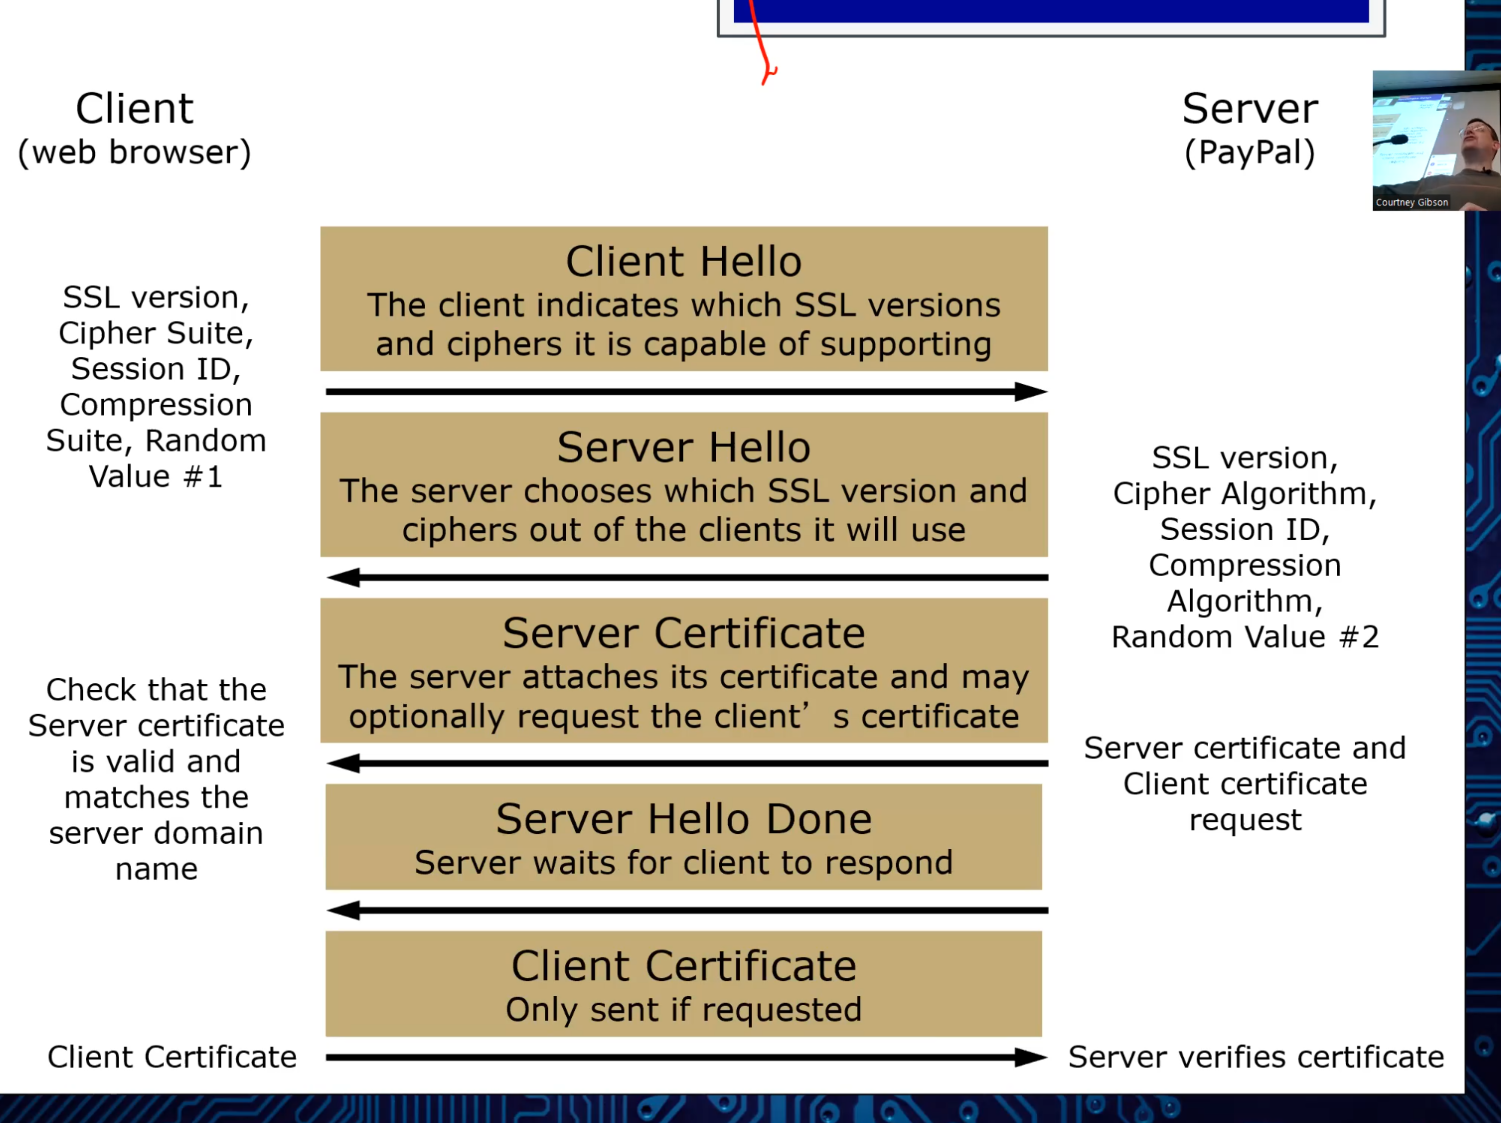 Client
(web browser)
Server
(PayPal)
Courtney Gibson
Client Hello
The client indicates which SSL versions
and ciphers it is capable of supporting
SSL version,
Cipher Suite,
Session ID,
Compression
Suite, Random
Value #1
Server Hello
The server chooses which SSL version and
ciphers out of the clients it will use
SSL version,
Cipher Algorithm,
Session ID,
Compression
Algorithm,
Random Value #2
Server Certificate
The server attaches its certificate and may
optionally request the client’ s certificate
Check that the
Server certificate
is valid and
matches the
server domain
name
Server certificate and
Client certificate
request
Server Hello Done
Server waits for client to respond
Client Certificate
Only sent if requested
Client Certificate
Server verifies certificate